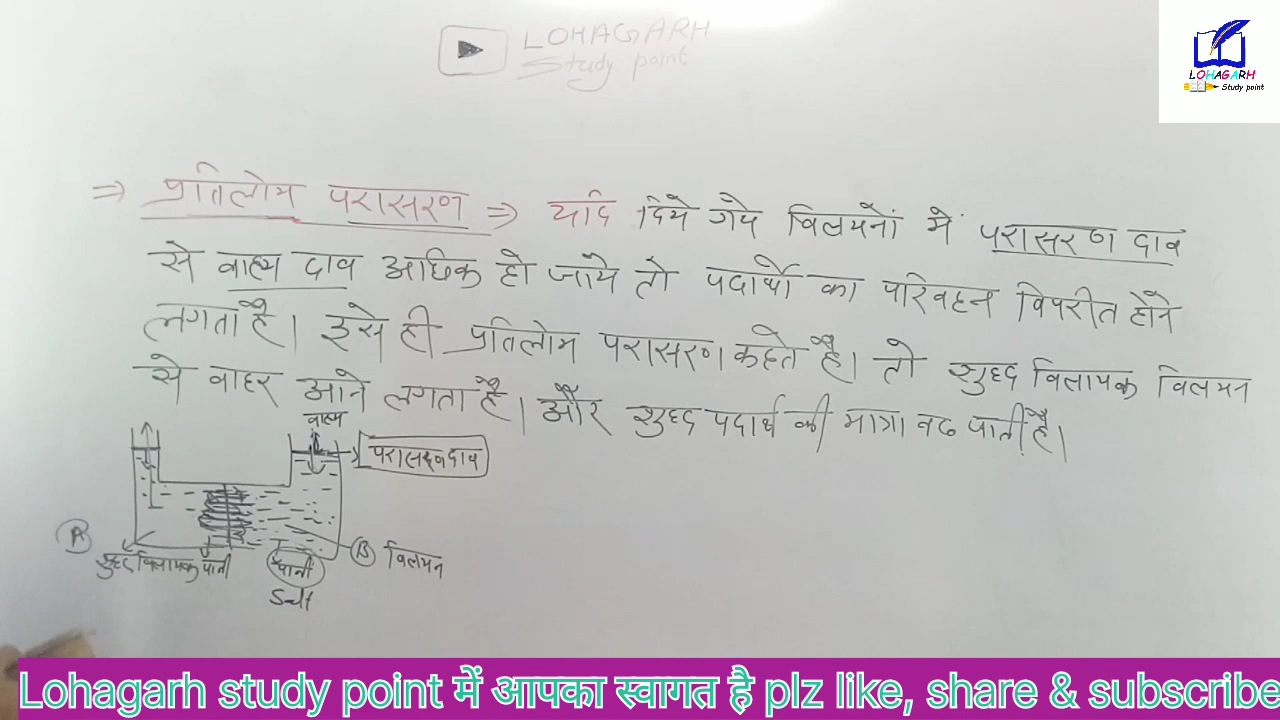 LOHAGARH
Study point
LOHAGARH
Study point
⇒ प्रतिलोम परासरण ⇒ यदि दिये गये विलयनों में परासरण दाव
से वाह्य दाव अधिक हो जाये तो पदार्थो का परिवहन विपरीत होने
लगता है। इसे ही प्रतिलोम परासरण कहते है। तो शुध्द विलायक विलयन
से वाहर आने लगता है। और शुध्द पदार्थ की मात्रा वढ पाती है।
वाह्य
परासरण दाव
A
शुध्द विलायक पानी
पानी
Salt
B विलयन
Lohagarh study point में आपका स्वागत है plz like, share & subscribe